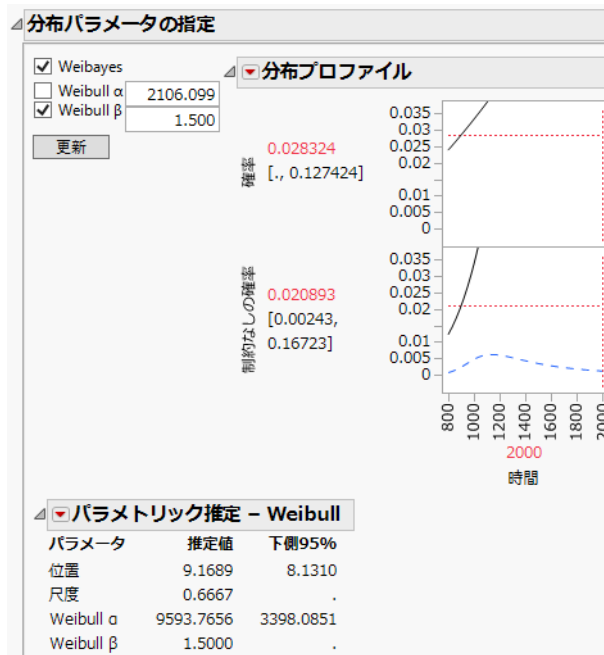 分布パラメータの指定
Weibayes
Weibull α 2106.099
Weibull β 1.500
更新
分布プロファイル
確率
0.028324
[., 0.127424]
0.035
0.03
0.025
0.02
0.01
0.005
0
制約なしの確率
0.020893
[0.00243,
0.16723]
0.035
0.03
0.025
0.02
0.01
0.005
0
800
1000
1200
1400
1600
1800
2000
2000
時間
パラメトリック推定 – Weibull
パラメータ 推定値 下側95%
位置 9.1689 8.1310
尺度 0.6667 .
Weibull α 9593.7656 3398.0851
Weibull β 1.5000 .